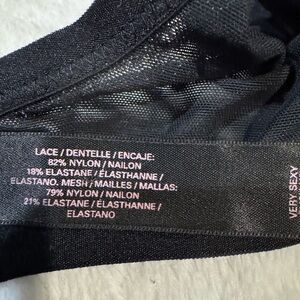 LACE / DENTELLE / ENCAJE:
82% NYLON / NAILON
18% ELASTANE / ÉLASTHANNE /
ELASTANO. MESH / MAILLES / MALLAS:
79% NYLON / NAILON
21% ELASTANE / ÉLASTHANNE /
ELASTANO
VERY SEXY